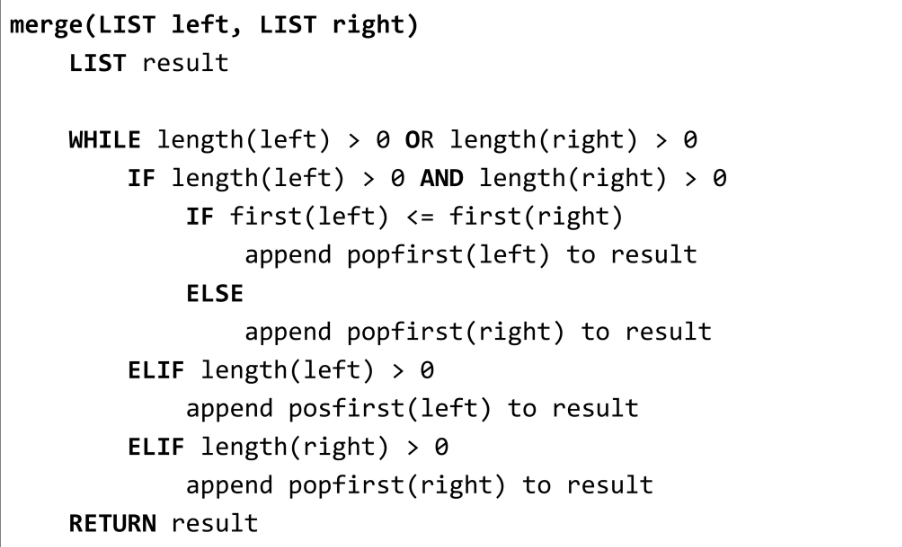 merge(LIST left, LIST right)
    LIST result

    WHILE length(left) > 0 OR length(right) > 0
        IF length(left) > 0 AND length(right) > 0
            IF first(left) <= first(right)
                append popfirst(left) to result
            ELSE
                append popfirst(right) to result
        ELIF length(left) > 0
            append posfirst(left) to result
        ELIF length(right) > 0
            append popfirst(right) to result
    RETURN result